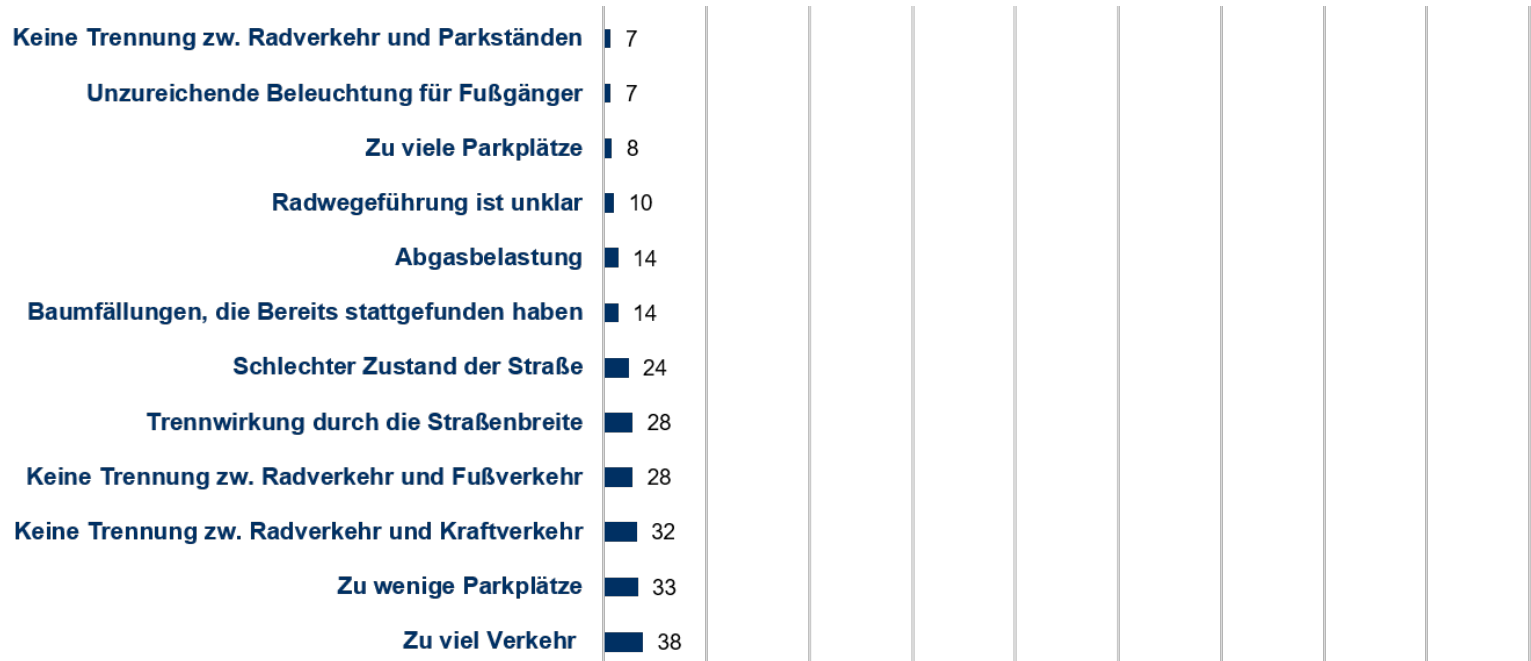 Keine Trennung zw. Radverkehr und Parkständen 7
Unzureichende Beleuchtung für Fußgänger 7
Zu viele Parkplätze 8
Radwegeführung ist unklar 10
Abgasbelastung 14
Baumfällungen, die Bereits stattgefunden haben 14
Schlechter Zustand der Straße 24
Trennwirkung durch die Straßenbreite 28
Keine Trennung zw. Radverkehr und Fußverkehr 28
Keine Trennung zw. Radverkehr und Kraftverkehr 32
Zu wenige Parkplätze 33
Zu viel Verkehr 38